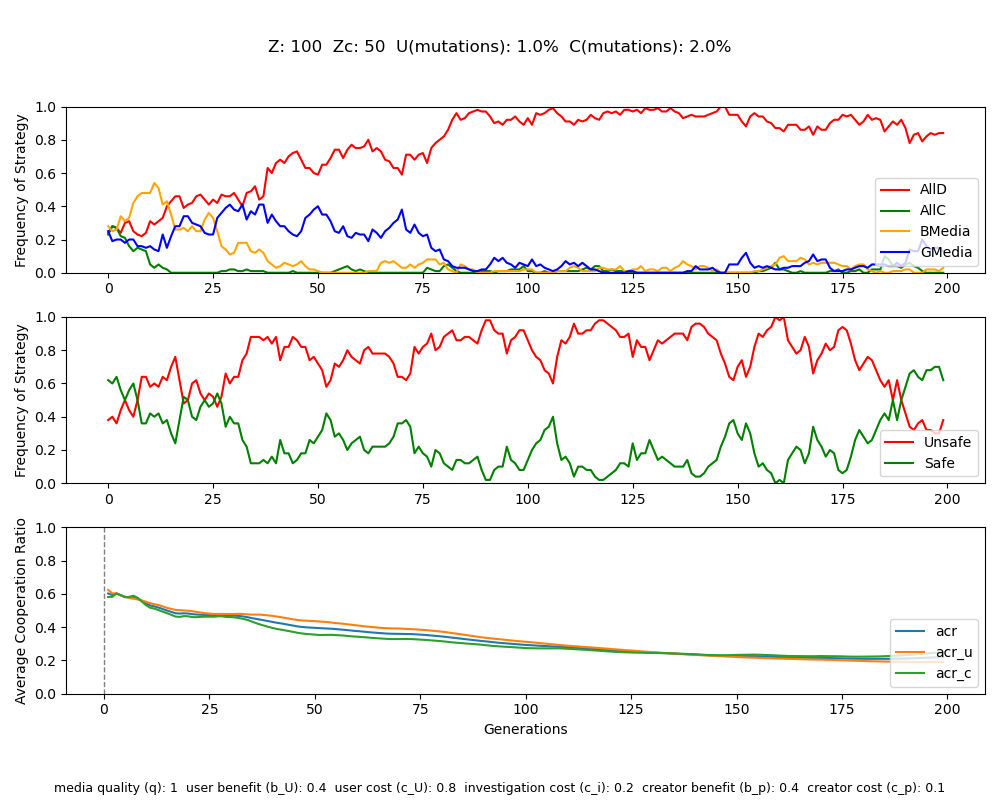 Z: 100  Zc: 50  U(mutations): 1.0%  C(mutations): 2.0%
Frequency of Strategy
1.0
0.8
0.6
0.4
0.2
0.0
AllD
AllC
BMedia
GMedia
0 25 50 75 100 125 150 175 200
Frequency of Strategy
1.0
0.8
0.6
0.4
0.2
0.0
Unsafe
Safe
0 25 50 75 100 125 150 175 200
Average Cooperation Ratio
1.0
0.8
0.6
0.4
0.2
0.0
acr
acr_u
acr_c
0 25 50 75 100 125 150 175 200
Generations
media quality (q): 1  user benefit (b_U): 0.4  user cost (c_U): 0.8  investigation cost (c_i): 0.2  creator benefit (b_p): 0.4  creator cost (c_p): 0.1